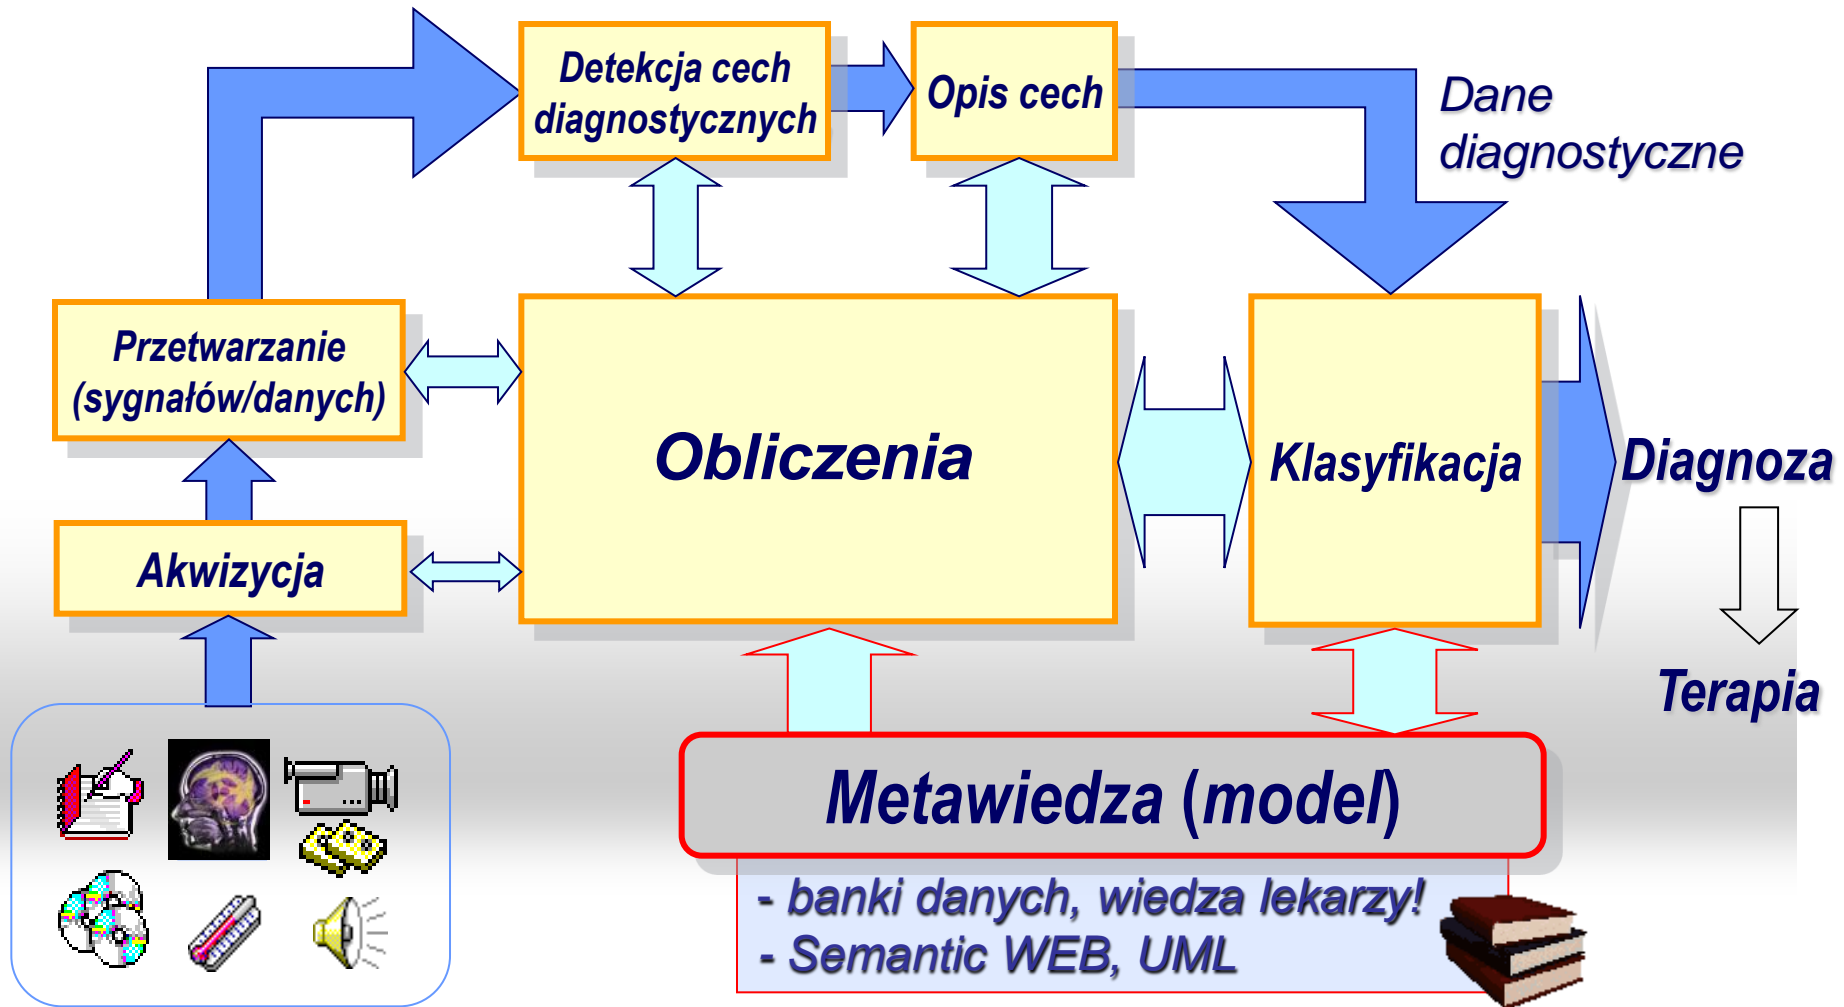 Detekcja cech
diagnostycznych
Opis cech
Dane
diagnostyczne
Przetwarzanie
(sygnałów/danych)
Obliczenia
Klasyfikacja
Diagnoza
Akwizycja
Terapia
Metawiedza (model)
- banki danych, wiedza lekarzy!
- Semantic WEB, UML